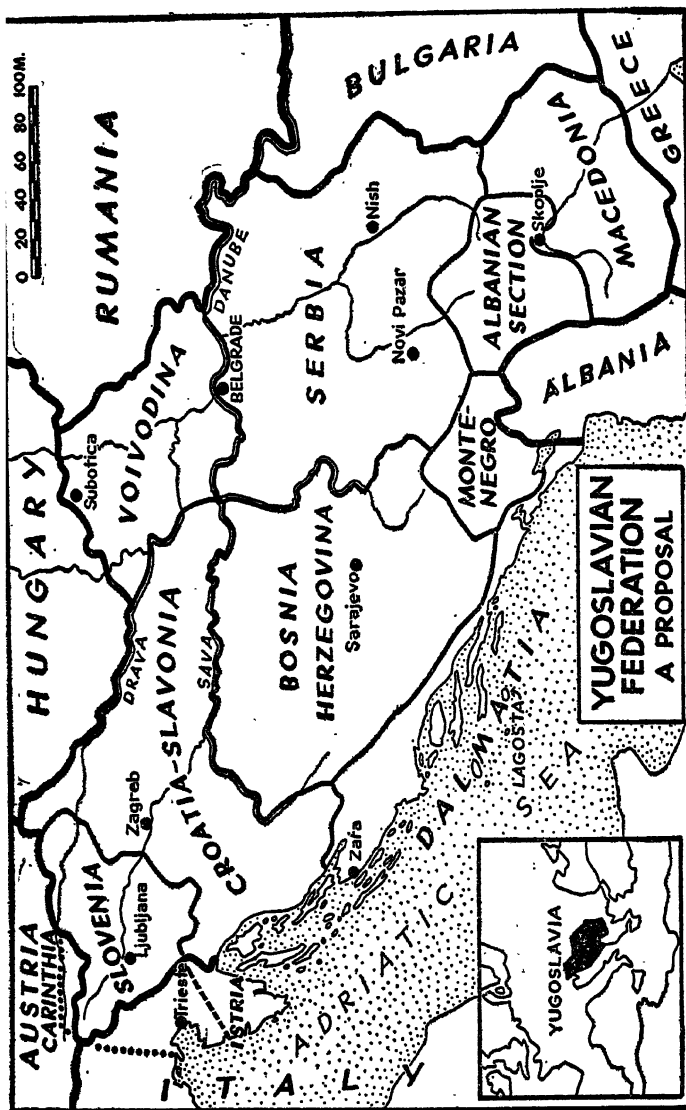 0 20 40 60 80 100M.
AUSTRIA
CARINTHIA
HUNGARY
RUMANIA
BULGARIA
GREECE
ALBANIA
ITALY
SLOVENIA
Ljubljana
Trieste
ISTRIA
Zagreb
CROATIA-SLAVONIA
DRAVA
SAVA
Subotica
VOIVODINA
DANUBE
BELGRADE
BOSNIA
HERZEGOVINA
Sarajevo
SERBIA
Nish
Novi Pazar
MONTE-
NEGRO
ALBANIAN
SECTION
Skoplje
MACEDONIA
Zara
DALMATIA
LAGOSTA
ADRIATIC SEA
YUGOSLAVIA
YUGOSLAVIAN
FEDERATION
A PROPOSAL